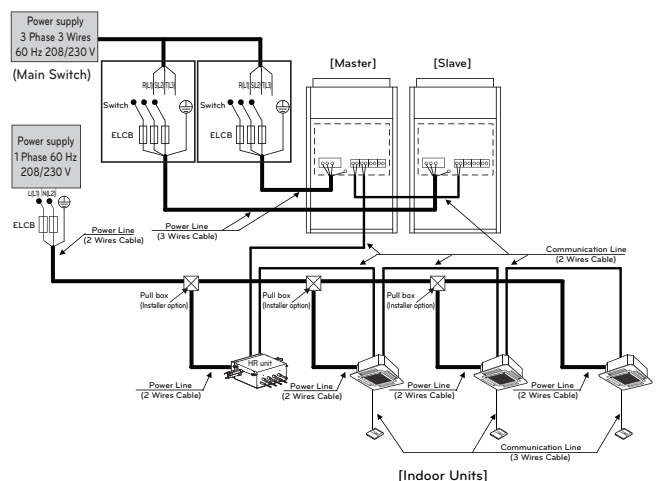 Power supply
3 Phase 3 Wires
60 Hz 208/230 V
(Main Switch)
[Master]
[Slave]
R(L1) S(L2) T(L3)
R(L1) S(L2) T(L3)
Switch
Switch
ELCB
ELCB
Power supply
1 Phase 60 Hz
208/230 V
L(L1) N(L2)
ELCB
Power Line
(2 Wires Cable)
Power Line
(3 Wires Cable)
Communication Line
(2 Wires Cable)
Pull box
(Installer option)
Pull box
(Installer option)
Pull box
(Installer option)
HR unit
Power Line
(2 Wires Cable)
Power Line
(2 Wires Cable)
Power Line
(2 Wires Cable)
Power Line
(2 Wires Cable)
Communication Line
(3 Wires Cable)
[Indoor Units]